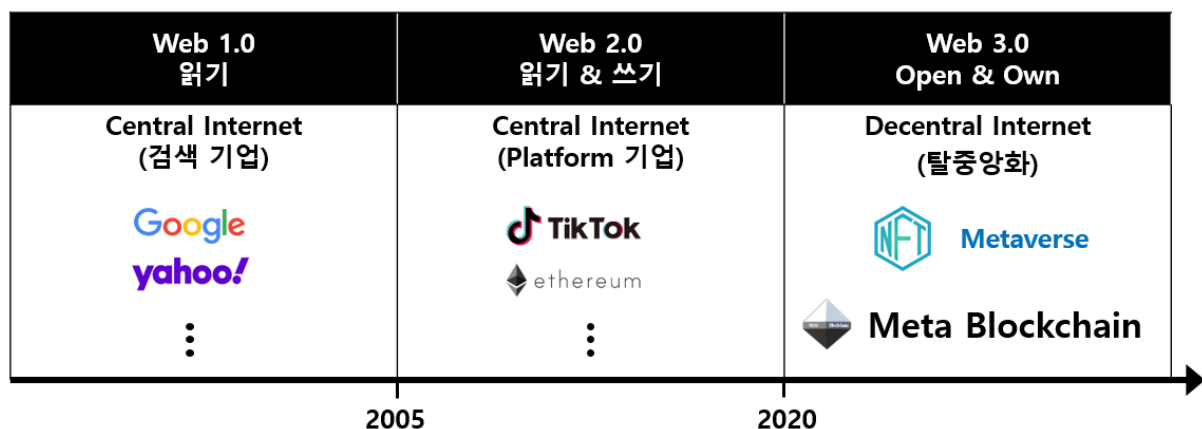 Web 1.0
읽기
Web 2.0
읽기 & 쓰기
Web 3.0
Open & Own
Central Internet
(검색 기업)
Central Internet
(Platform 기업)
Decentral Internet
(탈중앙화)
Google
yahoo!
TikTok
ethereum
NFT
Metaverse
Meta Blockchain
2005
2020